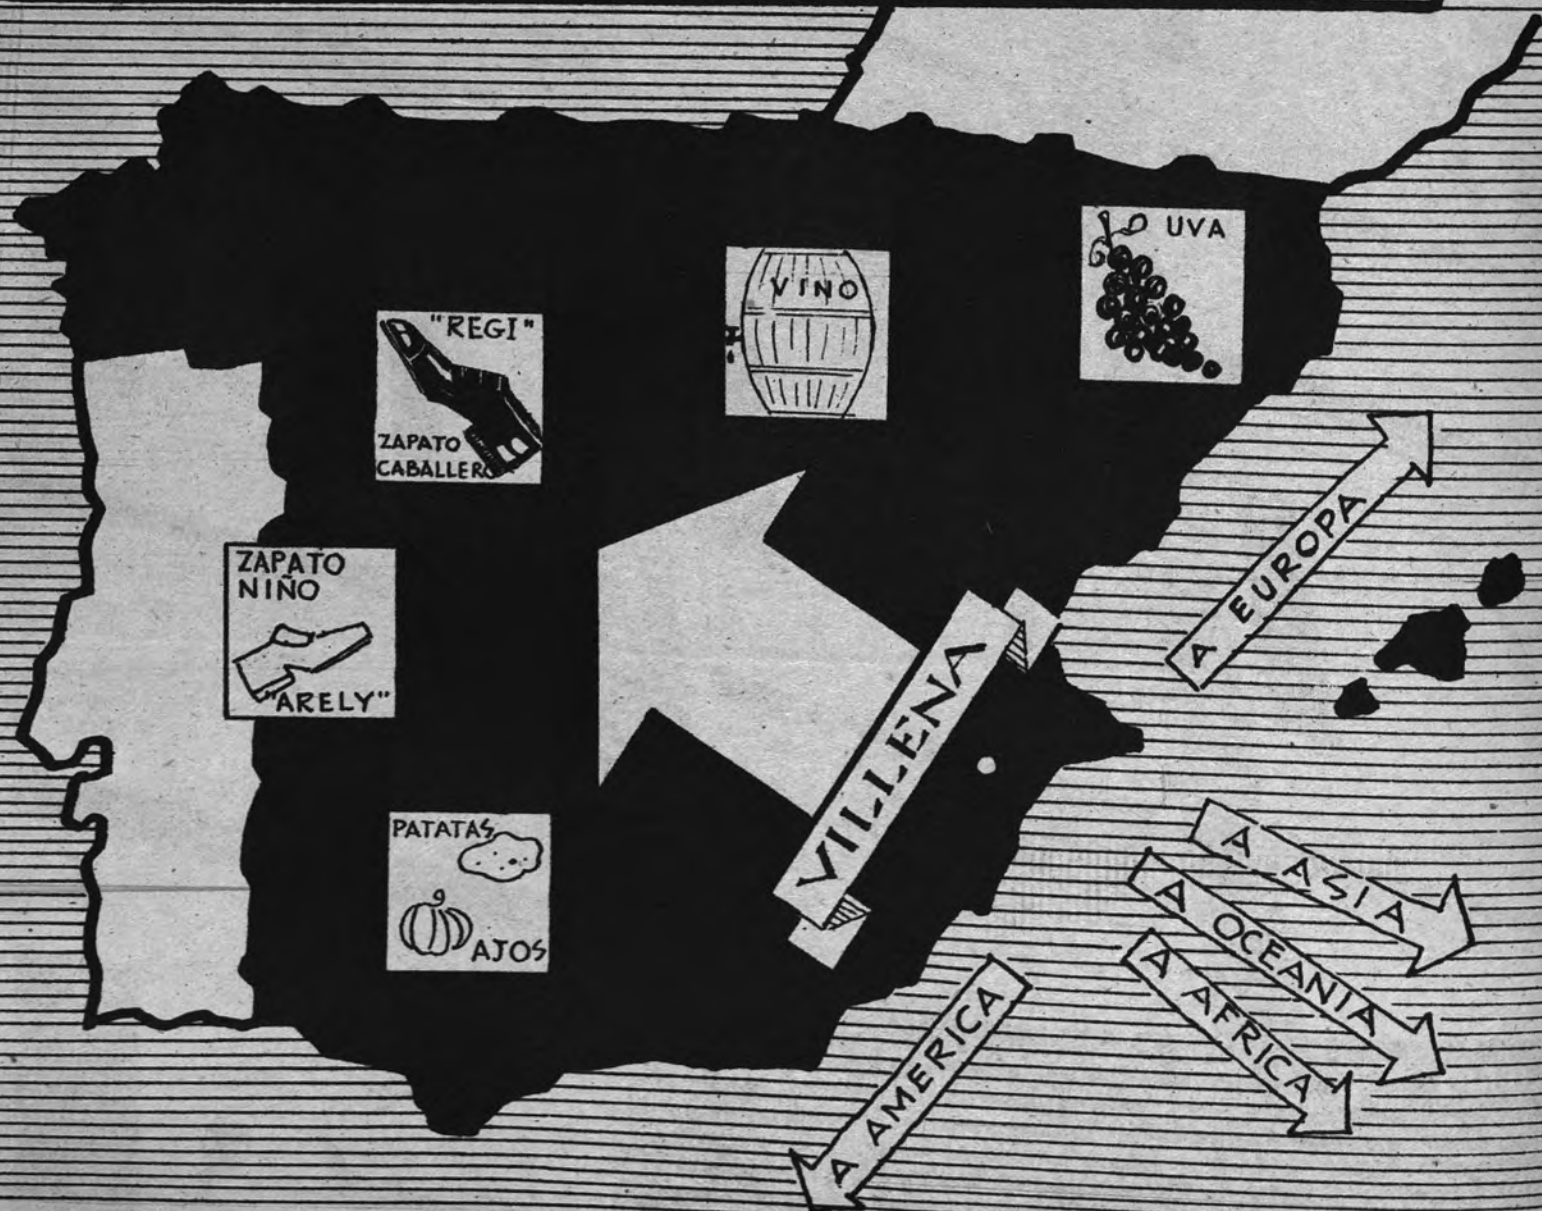 UVA
VINO
"REGI"
ZAPATO
CABALLERO
ZAPATO
NIÑO
"ARELY"
PATATAS
AJOS
VILLENA
A EUROPA
A ASIA
A OCEANIA
A AFRICA
A AMERICA